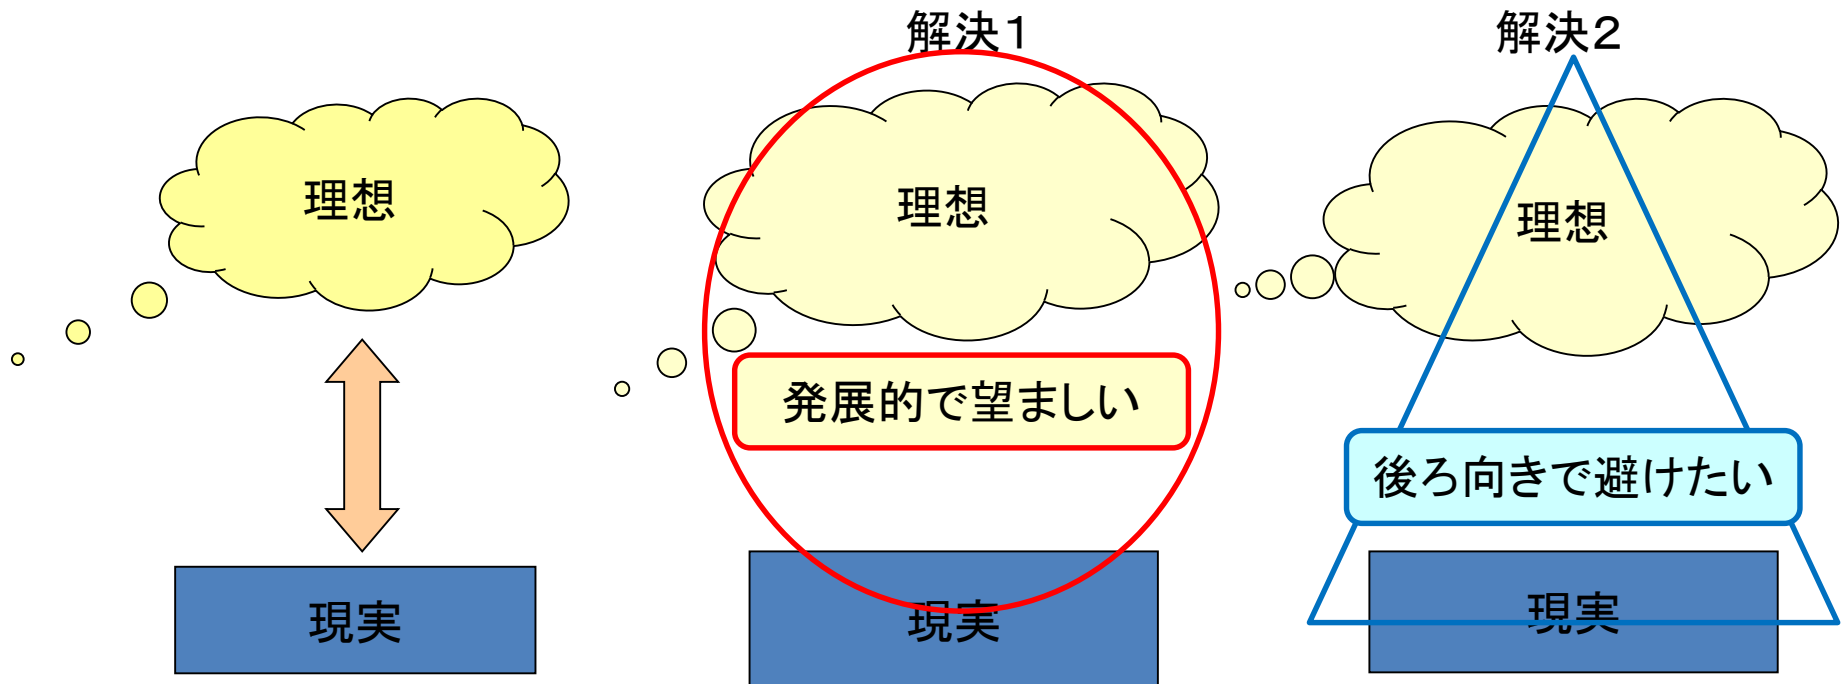 理想
現実
解決1
理想
発展的で望ましい
現実
解決2
理想
後ろ向きで避けたい
現実